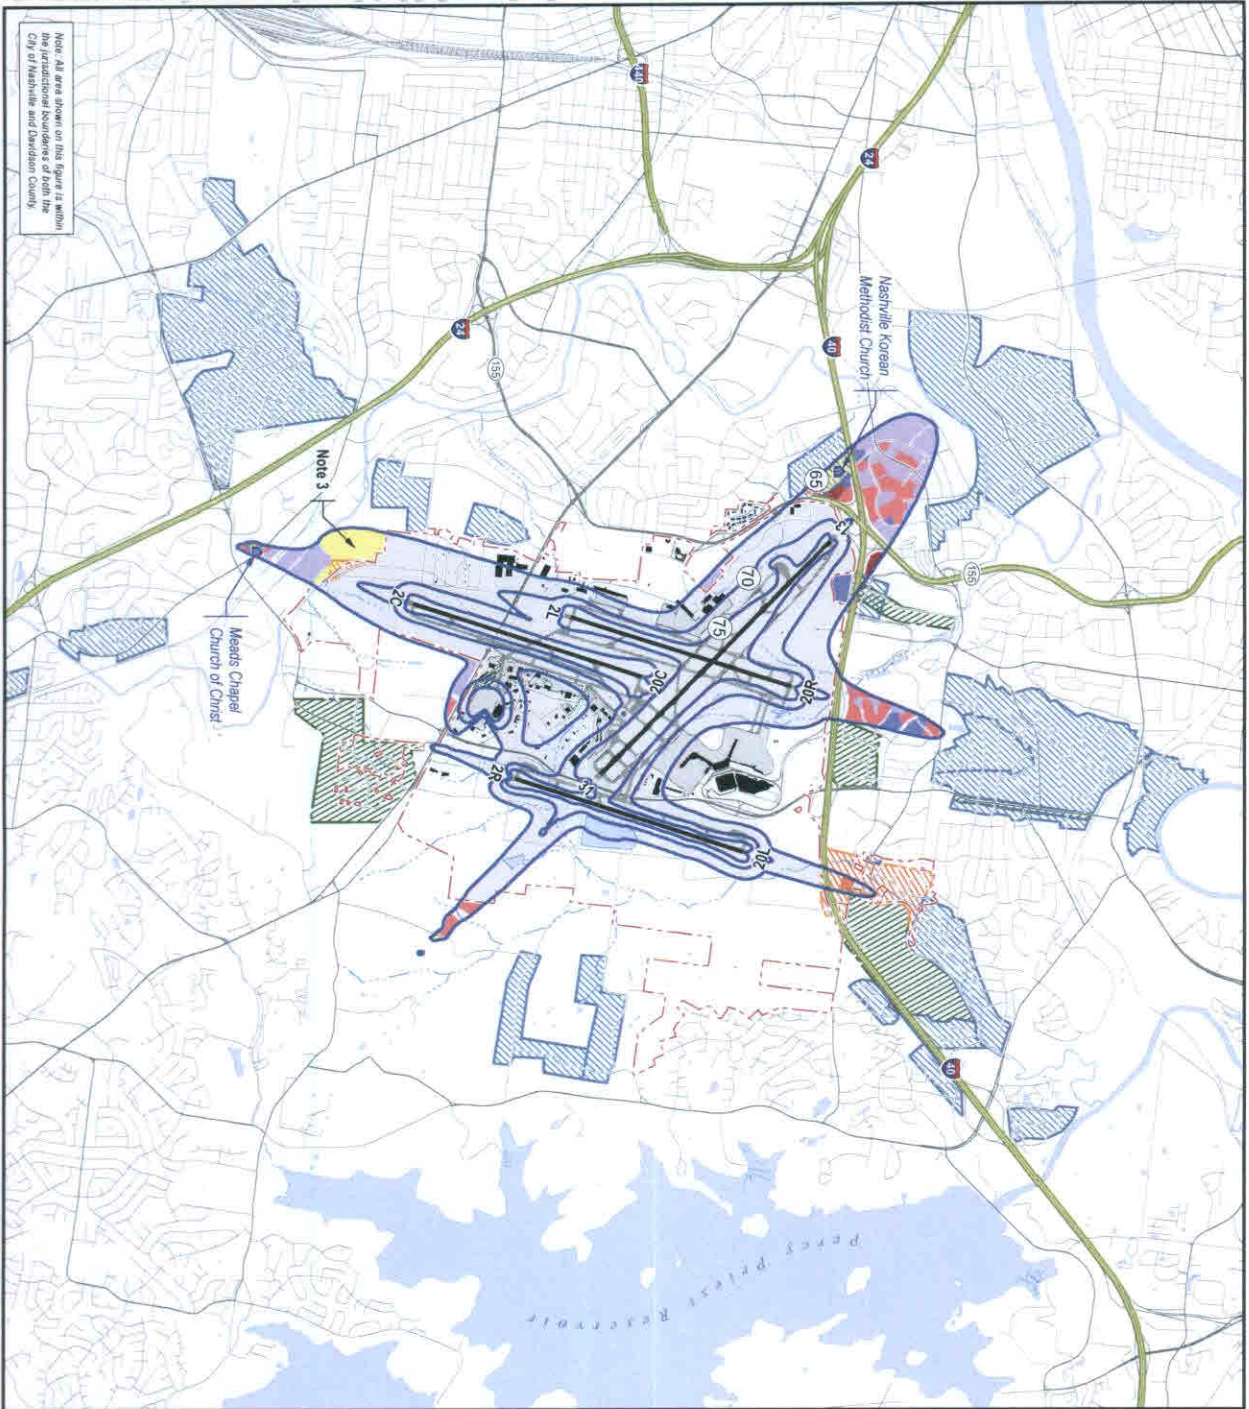 Note: All area shown on this figure is within
the jurisdictional boundaries of both the
City of Nashville and Davidson County.
40
24
Nashville Korean
Methodist Church
40
24
155
65
155
Note 3
13
70
2C
2L
75
20C
20R
Meads Chapel
Church of Christ
2R
31
20L
40
Percy Priest Reservoir